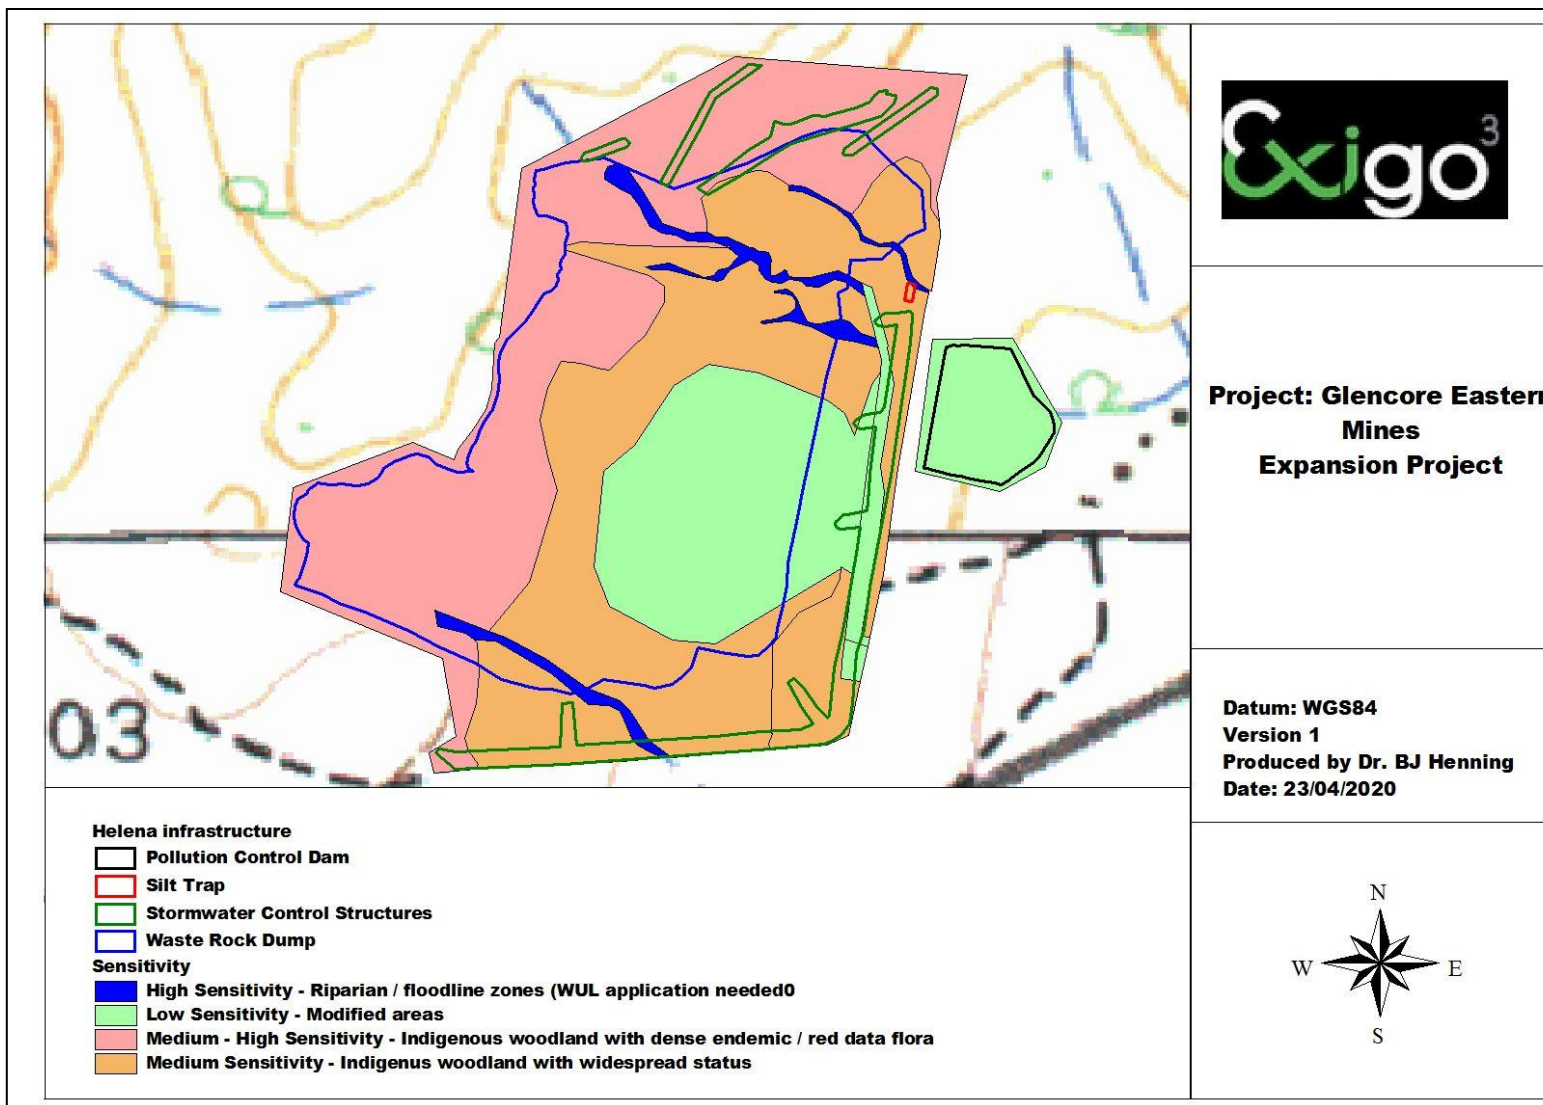 03
Exigo3
Project: Glencore Eastern
Mines
Expansion Project
Datum: WGS84
Version 1
Produced by Dr. BJ Henning
Date: 23/04/2020
N
W E
S
Helena infrastructure
Pollution Control Dam
Silt Trap
Stormwater Control Structures
Waste Rock Dump
Sensitivity
High Sensitivity - Riparian / floodline zones (WUL application needed0
Low Sensitivity - Modified areas
Medium - High Sensitivity - Indigenous woodland with dense endemic / red data flora
Medium Sensitivity - Indigenus woodland with widespread status